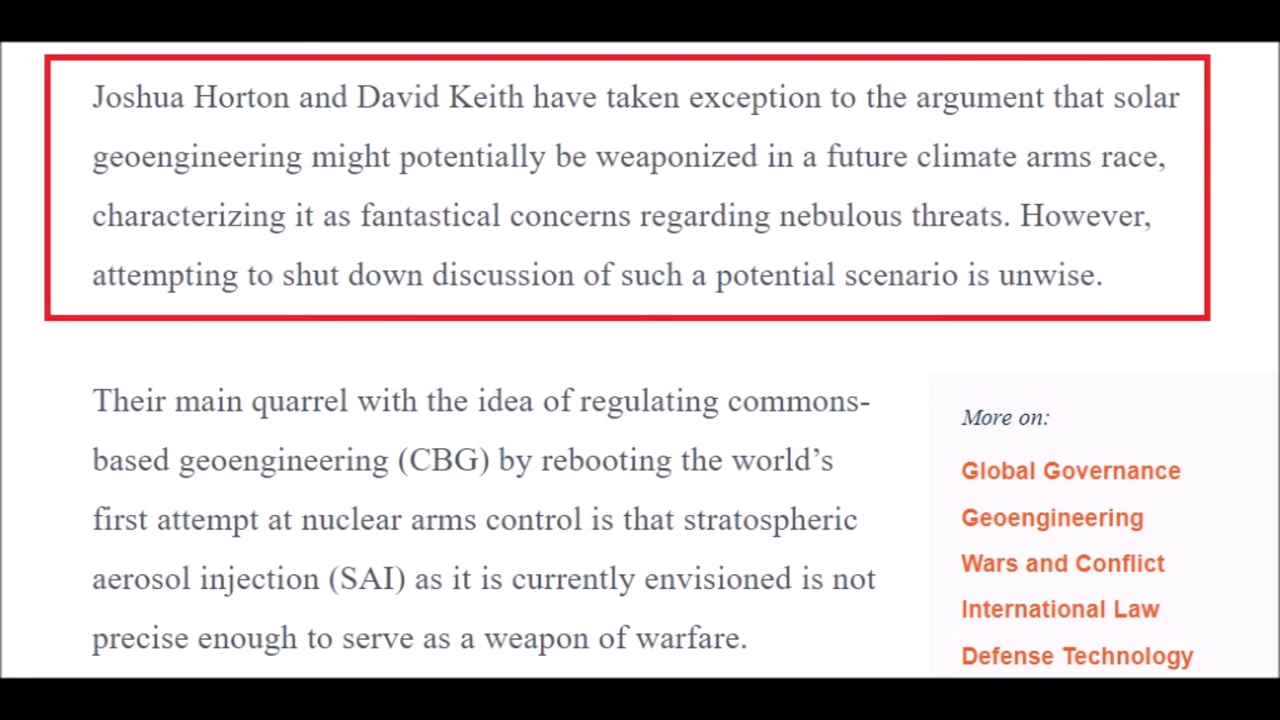 Joshua Horton and David Keith have taken exception to the argument that solar
geoengineering might potentially be weaponized in a future climate arms race,
characterizing it as fantastical concerns regarding nebulous threats. However,
attempting to shut down discussion of such a potential scenario is unwise.
Their main quarrel with the idea of regulating commons-
based geoengineering (CBG) by rebooting the world’s
first attempt at nuclear arms control is that stratospheric
aerosol injection (SAI) as it is currently envisioned is not
precise enough to serve as a weapon of warfare.
More on:
Global Governance
Geoengineering
Wars and Conflict
International Law
Defense Technology